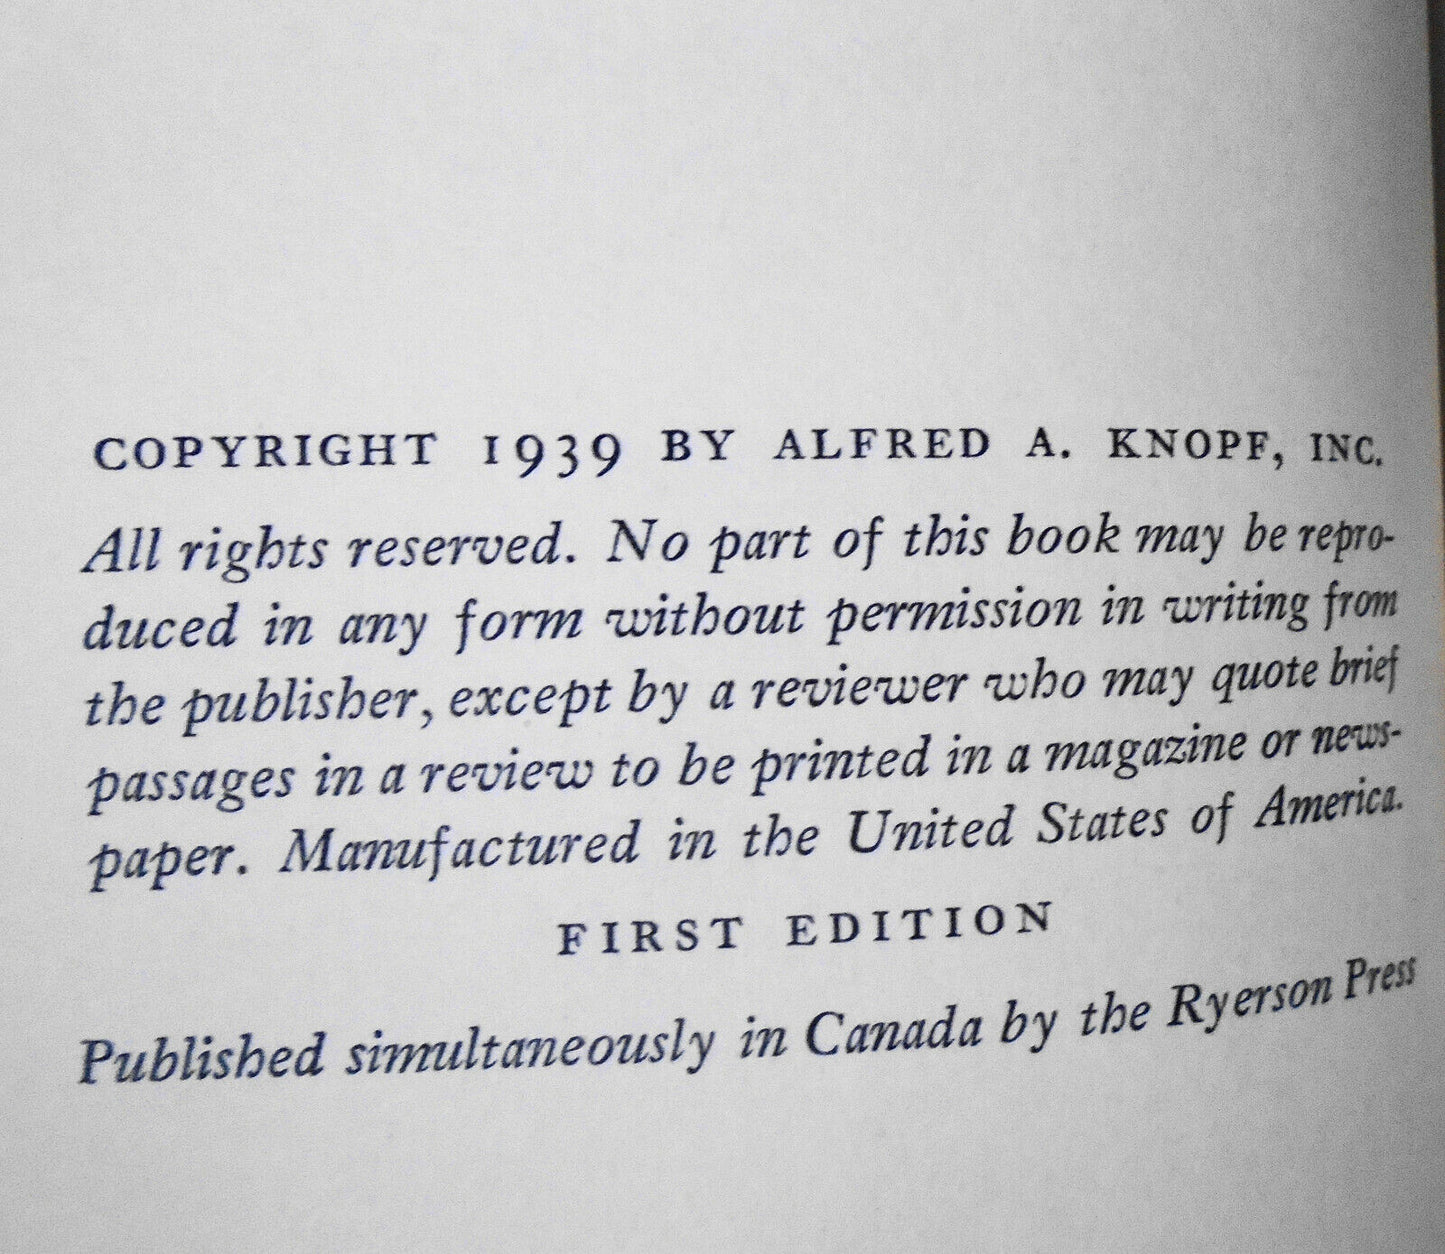 COPYRIGHT 1939 BY ALFRED A. KNOPF, INC.
All rights reserved. No part of this book may be repro-
duced in any form without permission in writing from
the publisher, except by a reviewer who may quote brief
passages in a review to be printed in a magazine or news-
paper. Manufactured in the United States of America.
FIRST EDITION
Published simultaneously in Canada by the Ryerson Press